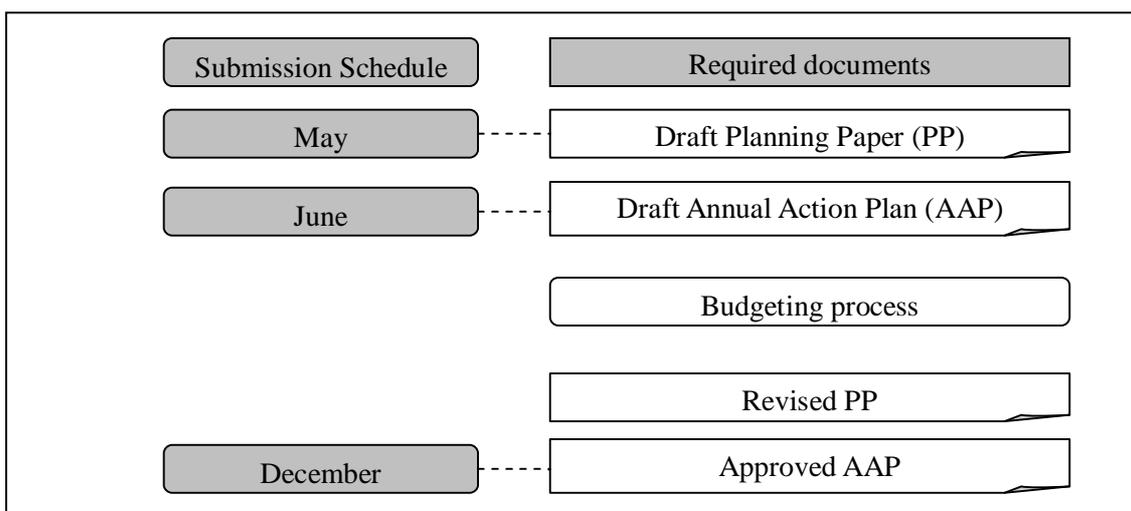 Submission Schedule
Required documents
May
Draft Planning Paper (PP)
June
Draft Annual Action Plan (AAP)
Budgeting process
Revised PP
December
Approved AAP